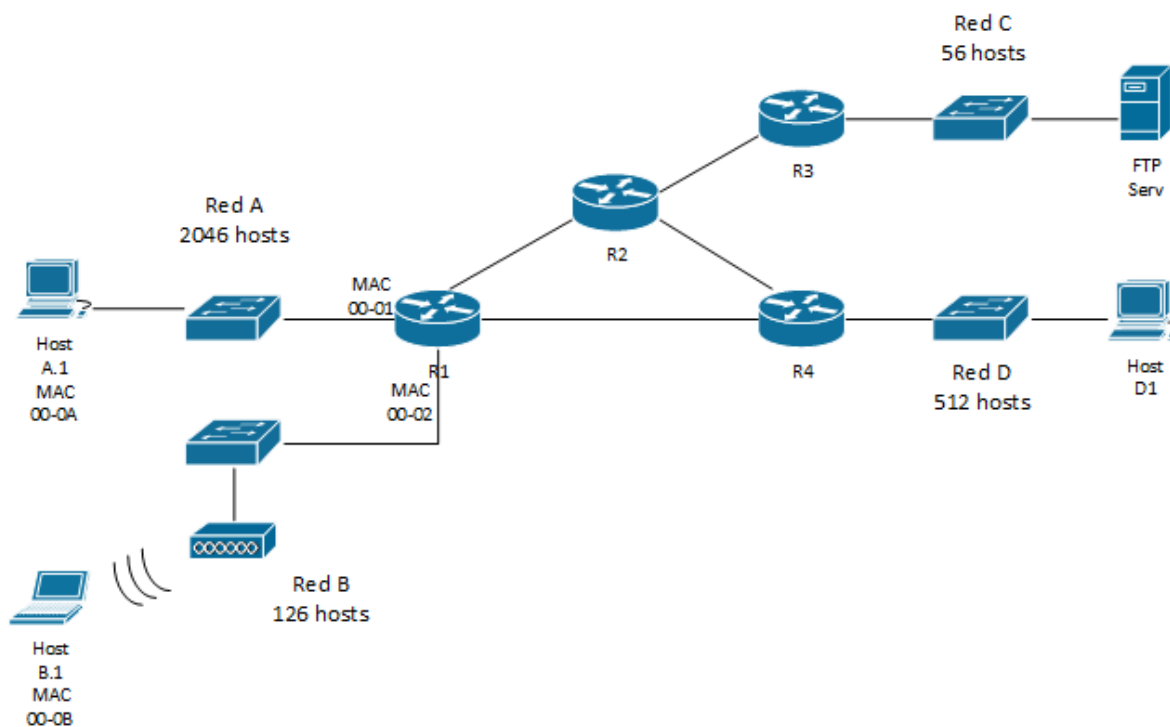 Red C
56 hosts
R3
FTP
Serv
Red A
2046 hosts
R2
MAC
00-01
Host
A.1
MAC
00-0A
R1
MAC
00-02
R4
Red D
512 hosts
Host
D1
Red B
126 hosts
Host
B.1
MAC
00-0B